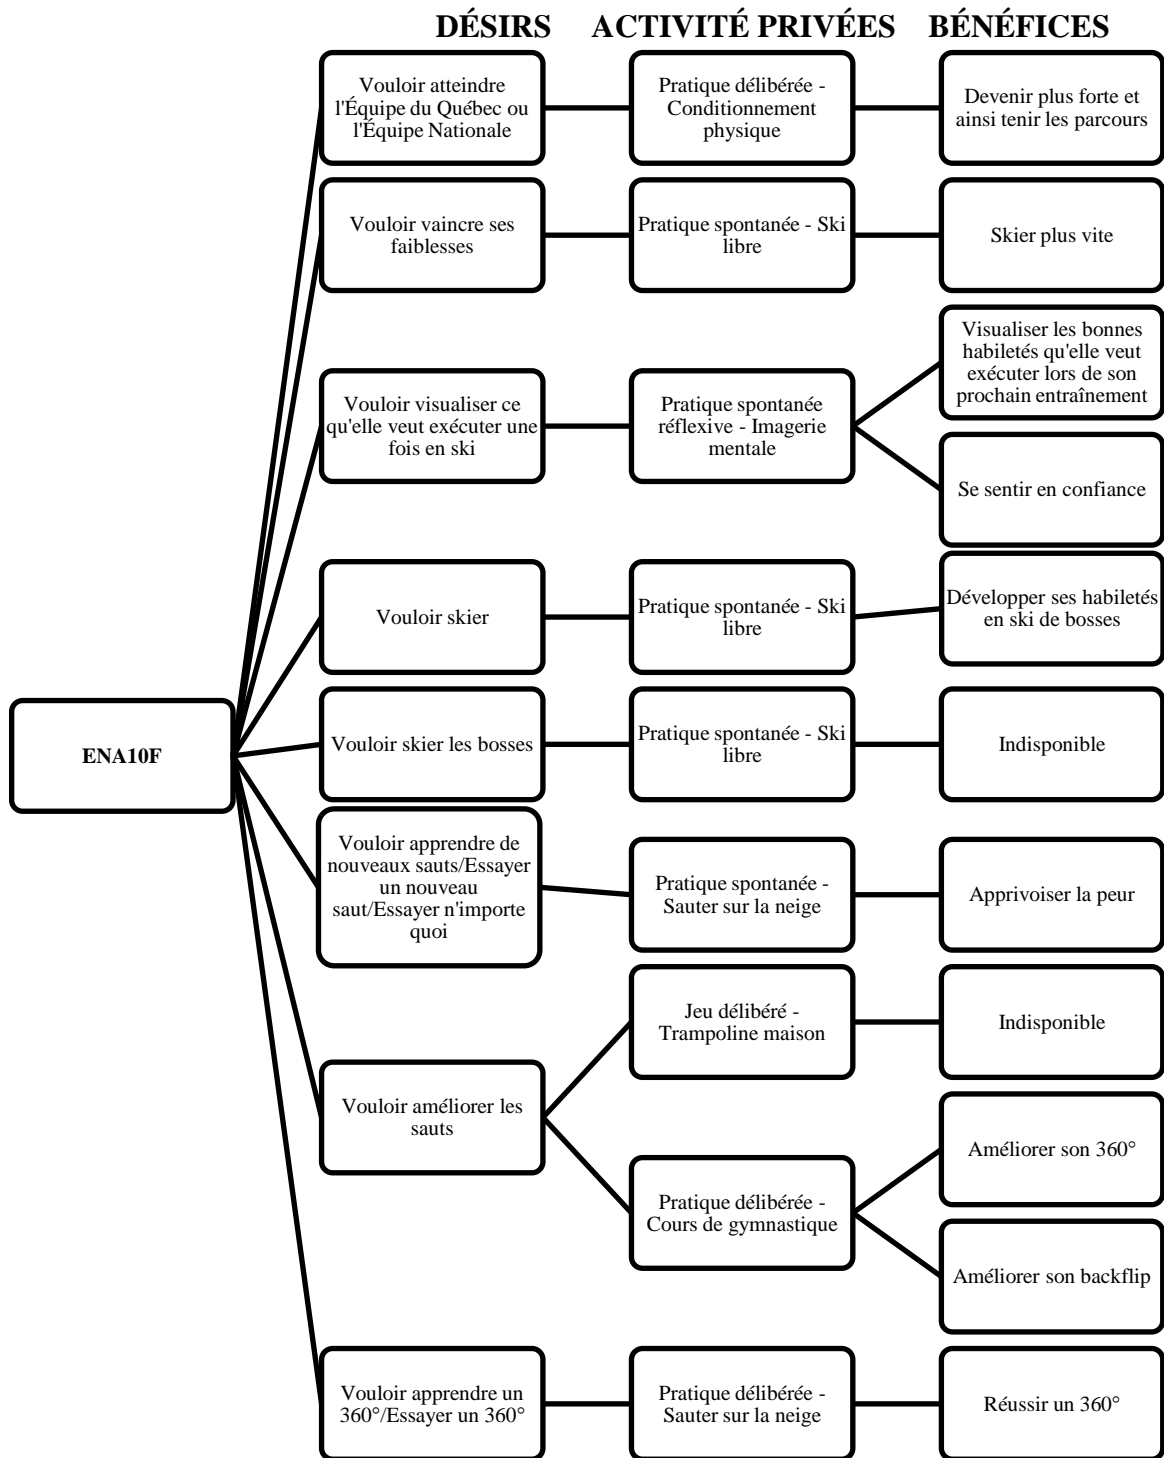 DÉSIRS ACTIVITÉ PRIVÉES BÉNÉFICES
Vouloir atteindre
l'Équipe du Québec ou
l'Équipe Nationale
Pratique délibérée -
Conditionnement
physique
Devenir plus forte et
ainsi tenir les parcours
Vouloir vaincre ses
faiblesses
Pratique spontanée - Ski
libre
Skier plus vite
Vouloir visualiser ce
qu'elle veut exécuter une
fois en ski
Pratique spontanée
réflexive - Imagerie
mentale
Visualiser les bonnes
habiletés qu'elle veut
exécuter lors de son
prochain entraînement
Se sentir en confiance
Vouloir skier
Pratique spontanée - Ski
libre
Développer ses habiletés
en ski de bosses
ENA10F
Vouloir skier les bosses
Pratique spontanée - Ski
libre
Indisponible
Vouloir apprendre de
nouveaux sauts/Essayer
un nouveau
saut/Essayer n'importe
quoi
Pratique spontanée -
Sauter sur la neige
Apprivoiser la peur
Vouloir améliorer les
sauts
Jeu délibéré -
Trampoline maison
Indisponible
Pratique délibérée -
Cours de gymnastique
Améliorer son 360°
Améliorer son backflip
Vouloir apprendre un
360°/Essayer un 360°
Pratique délibérée -
Sauter sur la neige
Réussir un 360°